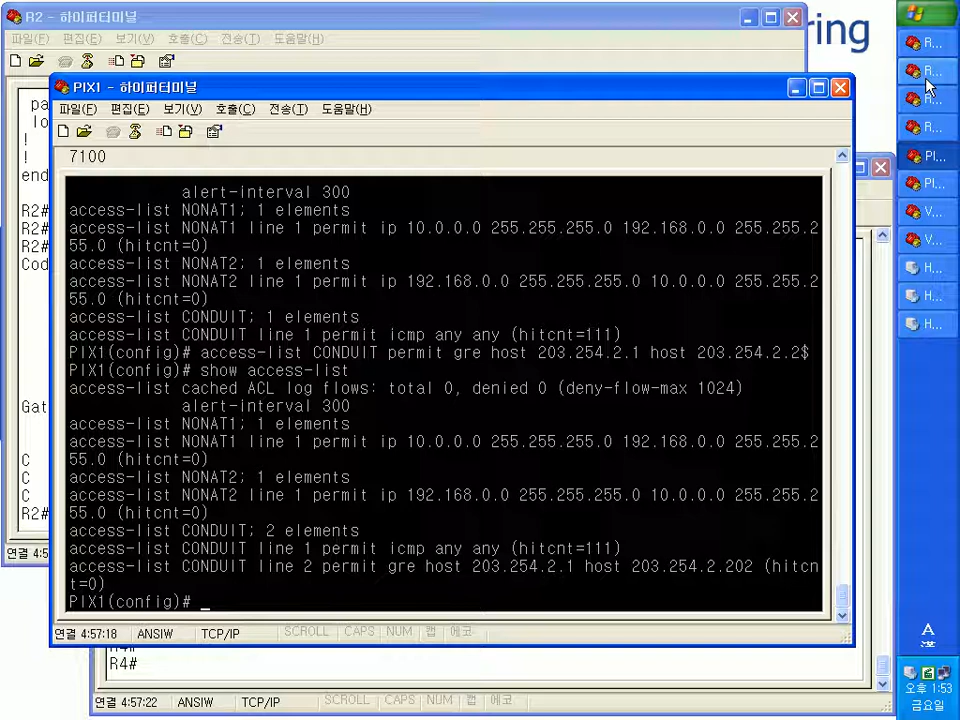 R2 - 하이퍼터미널
ring
파일(F) 편집(E) 보기(V) 호출(C) 전송(T) 도움말(H)
PIX1 - 하이퍼터미널
파일(F) 편집(E) 보기(V) 호출(C) 전송(T) 도움말(H)
7100
alert-interval 300
access-list NONAT1; 1 elements
access-list NONAT1 line 1 permit ip 10.0.0.0 255.255.255.0 192.168.0.0 255.255.2
55.0 (hitcnt=0)
access-list NONAT2; 1 elements
access-list NONAT2 line 1 permit ip 192.168.0.0 255.255.255.0 10.0.0.0 255.255.2
55.0 (hitcnt=0)
access-list CONDUIT; 1 elements
access-list CONDUIT line 1 permit icmp any any (hitcnt=111)
PIX1(config)# access-list CONDUIT permit gre host 203.254.2.1 host 203.254.2.2$
PIX1(config)# show access-list
access-list cached ACL log flows: total 0, denied 0 (deny-flow-max 1024)
alert-interval 300
access-list NONAT1; 1 elements
access-list NONAT1 line 1 permit ip 10.0.0.0 255.255.255.0 192.168.0.0 255.255.2
55.0 (hitcnt=0)
access-list NONAT2; 1 elements
access-list NONAT2 line 1 permit ip 192.168.0.0 255.255.255.0 10.0.0.0 255.255.2
55.0 (hitcnt=0)
access-list CONDUIT; 2 elements
access-list CONDUIT line 1 permit icmp any any (hitcnt=111)
access-list CONDUIT line 2 permit gre host 203.254.2.1 host 203.254.2.202 (hitcn
t=0)
PIX1(config)# _
연결 4:57:18 ANSIW TCP/IP SCROLL CAPS NUM 캡 에코
pa
lo
!
!
end
R2#
R2#
R2#
Cod
Gat
C
C
C
R2#
연결 4:5
R4#
R4#
연결 4:57:22 ANSIW TCP/IP SCROLL CAPS NUM 캡 에코
R...
R...
R...
R...
PI...
PI...
V...
V...
H...
H...
H...
A
漢
오후 1:53
금요일